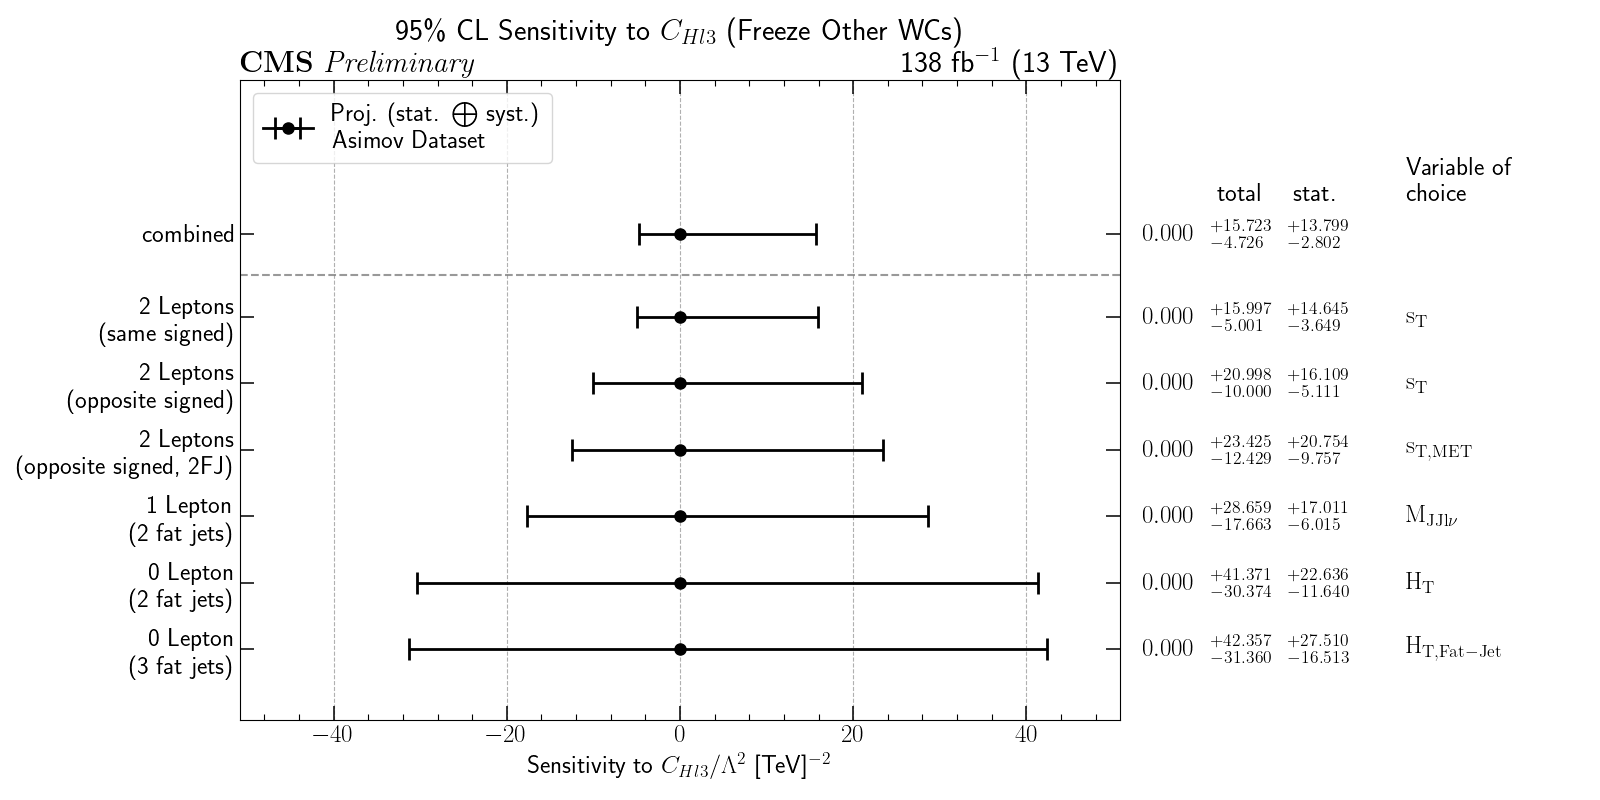 95% CL Sensitivity to C_{Hl3} (Freeze Other WCs)
CMS Preliminary
138 fb^{−1} (13 TeV)
Proj. (stat. ⨁ syst.)
Asimov Dataset
Variable of
choice
total stat.
combined 0.000 +15.723 −4.726 +13.799 −2.802
2 Leptons
(same signed) 0.000 +15.997 −5.001 +14.645 −3.649 s_T
2 Leptons
(opposite signed) 0.000 +20.998 −10.000 +16.109 −5.111 s_T
2 Leptons
(opposite signed, 2FJ) 0.000 +23.425 −12.429 +20.754 −9.757 s_{T,MET}
1 Lepton
(2 fat jets) 0.000 +28.659 −17.663 +17.011 −6.015 M_{JJlν}
0 Lepton
(2 fat jets) 0.000 +41.371 −30.374 +22.636 −11.640 H_T
0 Lepton
(3 fat jets) 0.000 +42.357 −31.360 +27.510 −16.513 H_{T,Fat−Jet}
−40 −20 0 20 40
Sensitivity to C_{Hl3}/Λ^2 [TeV]^{−2}